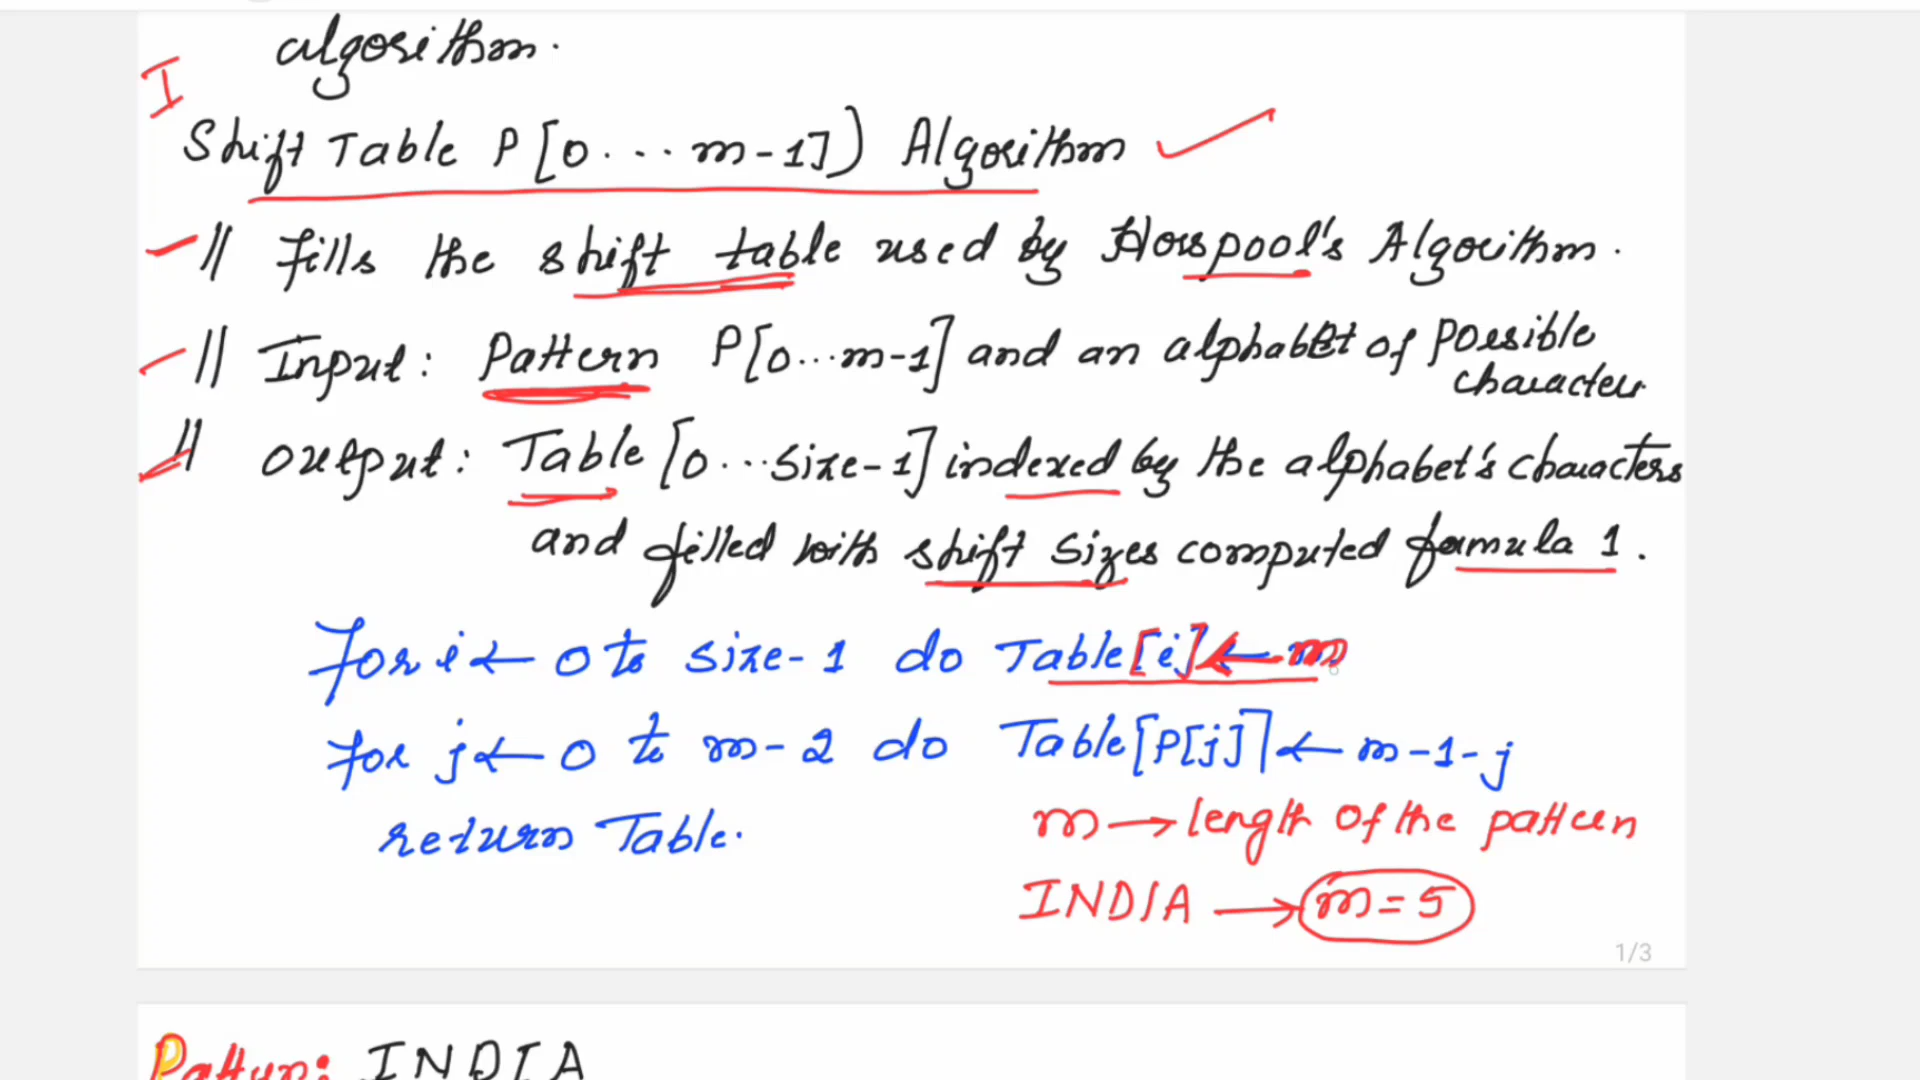 algorithm.
I
Shift Table P[0...m-1]) Algorithm
// Fills the shift table used by Horspool's Algorithm.
// Input: Pattern P[0...m-1] and an alphabet of possible
character
// output: Table [0...size-1] indexed by the alphabet's characters
and filled with shift sizes computed formula 1.
For i ← 0 to size-1 do Table[i] ← m
for j ← 0 to m-2 do Table[P[j]] ← m-1-j
return Table.
m → length of the pattern
INDIA → m = 5
1/3
Pattern: INDIA